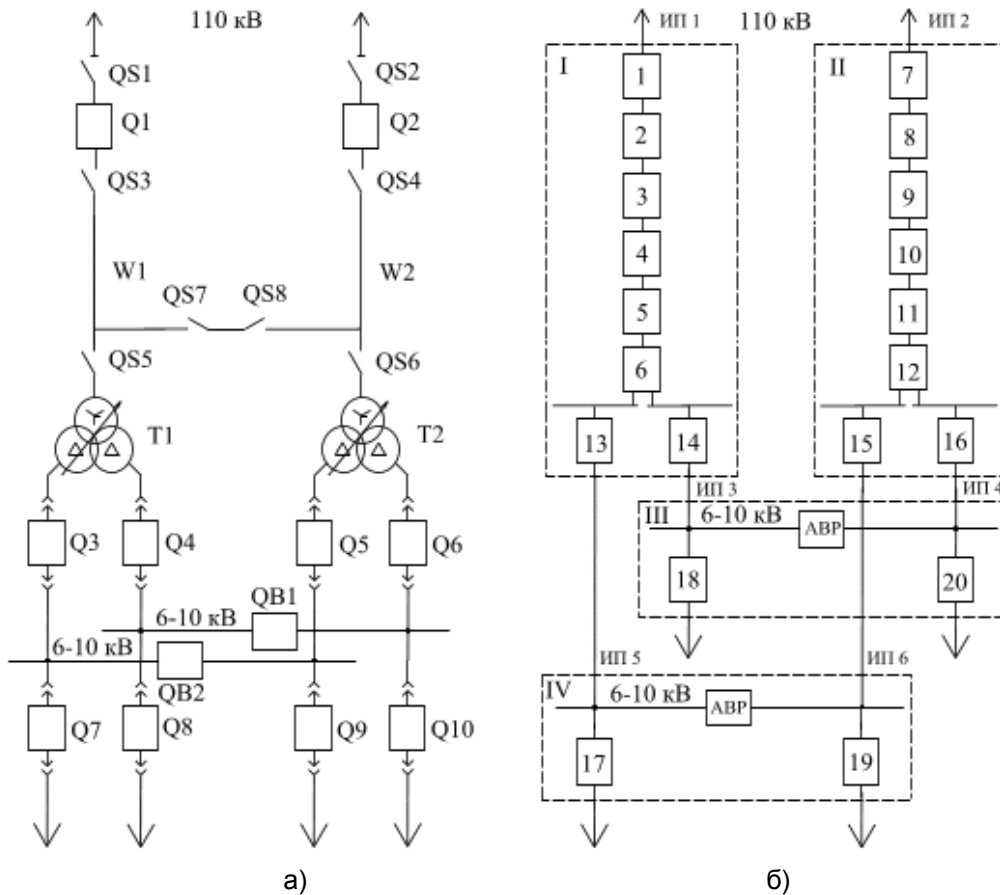 110 кВ
QS1
QS2
Q1
Q2
QS3
QS4
W1
W2
QS7
QS8
QS5
QS6
T1
T2
Q3
Q4
Q5
Q6
QB1
6-10 кВ
6-10 кВ
QB2
Q7
Q8
Q9
Q10
а)
ИП 1
110 кВ
ИП 2
I
II
1
7
2
8
3
9
4
10
5
11
6
12
13
14
15
16
ИП 3
ИП 4
III
6-10 кВ
АВР
18
20
ИП 5
ИП 6
IV
6-10 кВ
АВР
17
19
б)